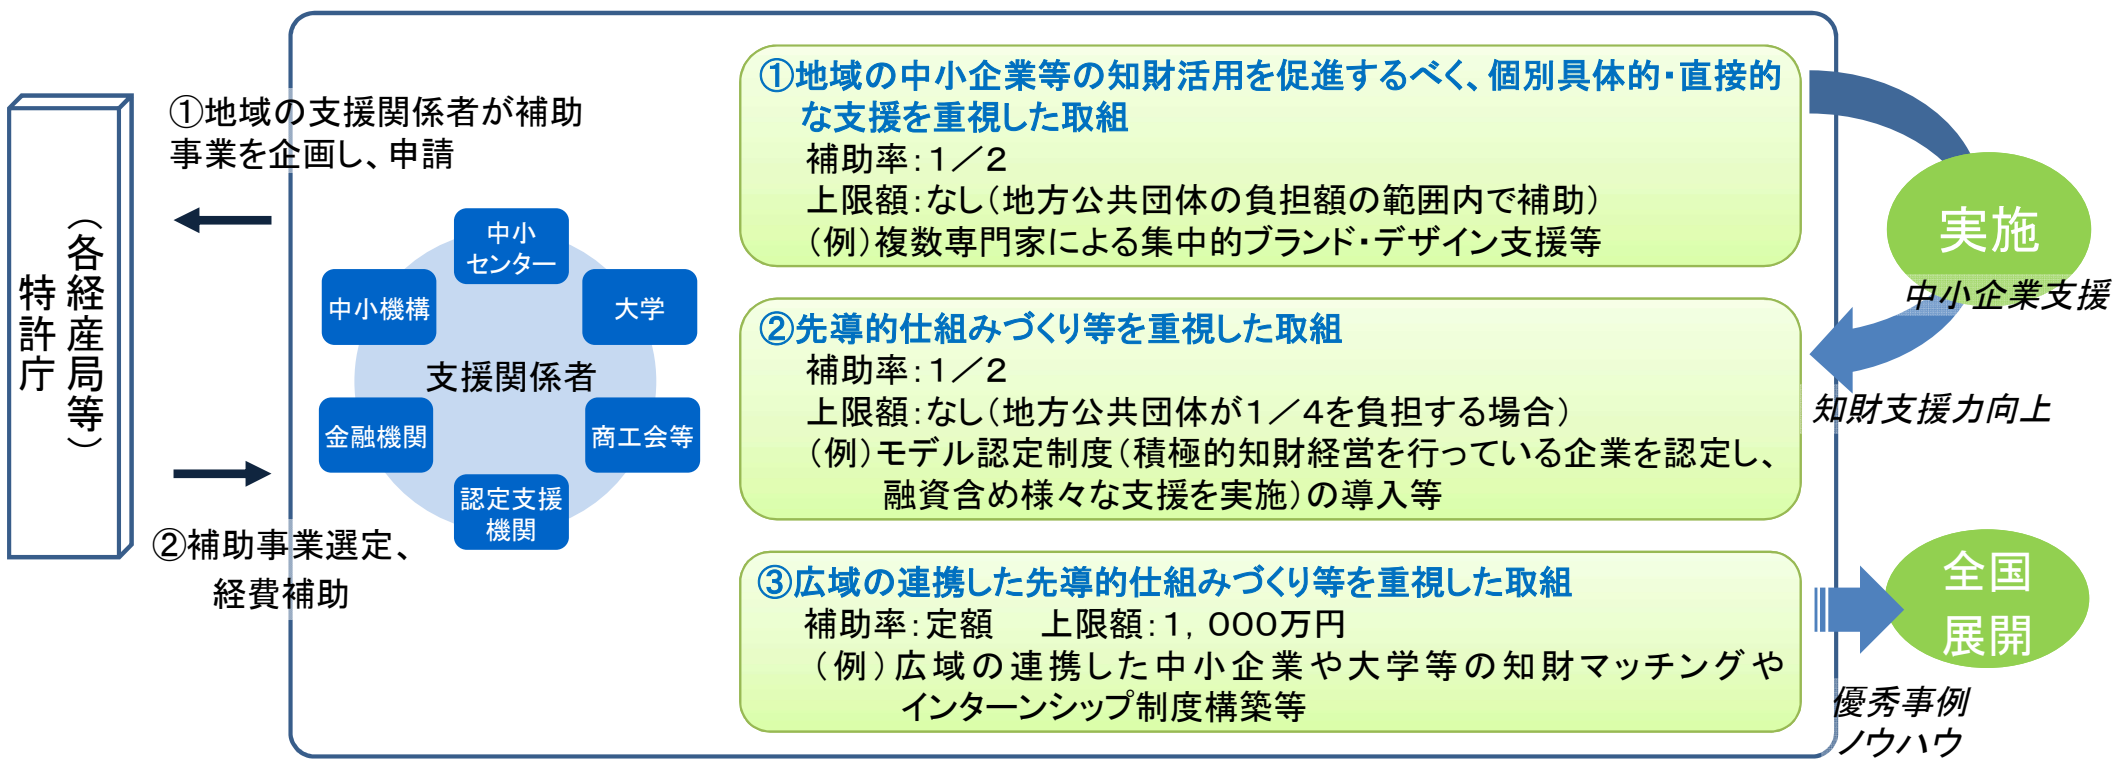 特許庁
（各経産局等）
①地域の支援関係者が補助
事業を企画し、申請
②補助事業選定、
経費補助
中小
センター
中小機構
大学
支援関係者
金融機関
商工会等
認定支援
機関
①地域の中小企業等の知財活用を促進するべく、個別具体的・直接的
な支援を重視した取組
補助率：１／２
上限額：なし（地方公共団体の負担額の範囲内で補助）
（例）複数専門家による集中的ブランド・デザイン支援等
②先導的仕組みづくり等を重視した取組
補助率：１／２
上限額：なし（地方公共団体が１／４を負担する場合）
（例）モデル認定制度（積極的知財経営を行っている企業を認定し、
融資含め様々な支援を実施）の導入等
③広域の連携した先導的仕組みづくり等を重視した取組
補助率：定額　上限額：１，０００万円
（例）広域の連携した中小企業や大学等の知財マッチングや
インターンシップ制度構築等
実施
中小企業支援
知財支援力向上
全国
展開
優秀事例
ノウハウ